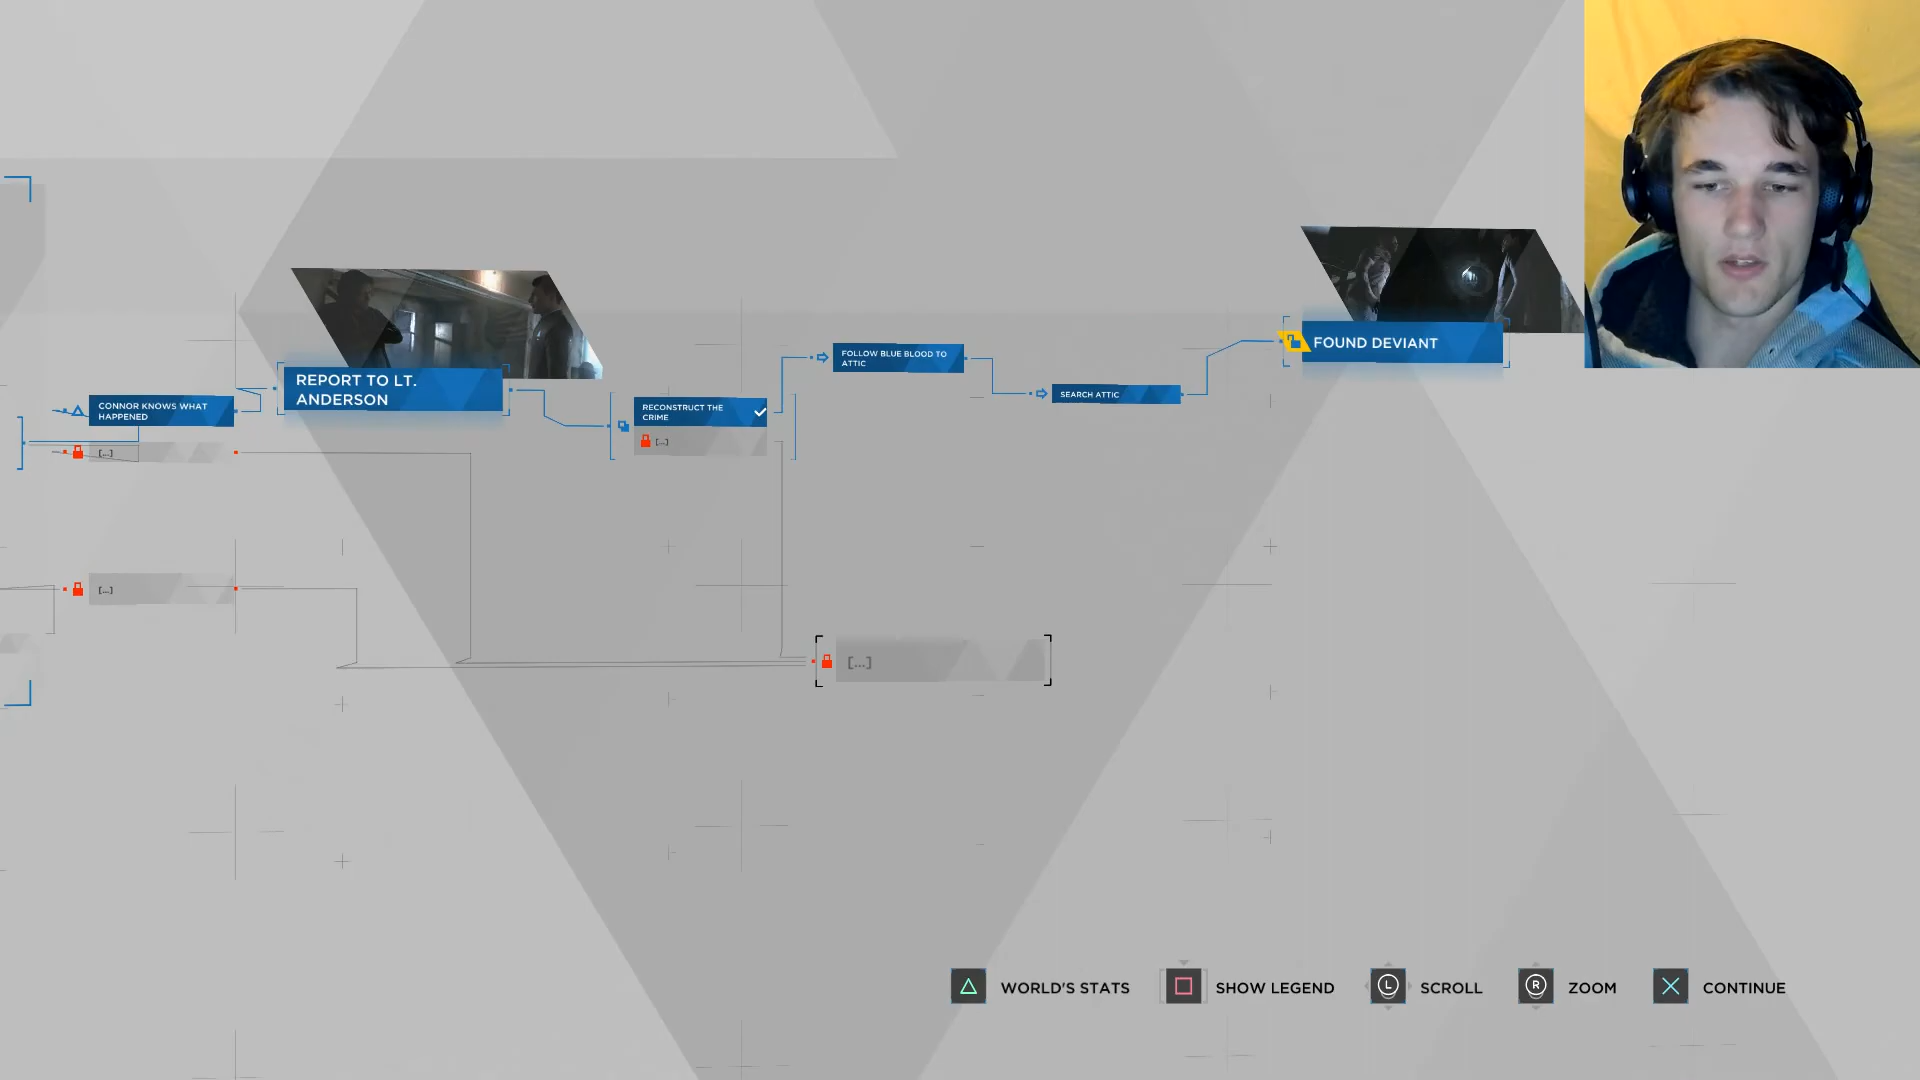 CONNOR KNOWS WHAT
HAPPENED
[...]
[...]
REPORT TO LT.
ANDERSON
RECONSTRUCT THE
CRIME
[...]
FOLLOW BLUE BLOOD TO
ATTIC
SEARCH ATTIC
FOUND DEVIANT
[...]
WORLD'S STATS
SHOW LEGEND
L
SCROLL
R
ZOOM
CONTINUE